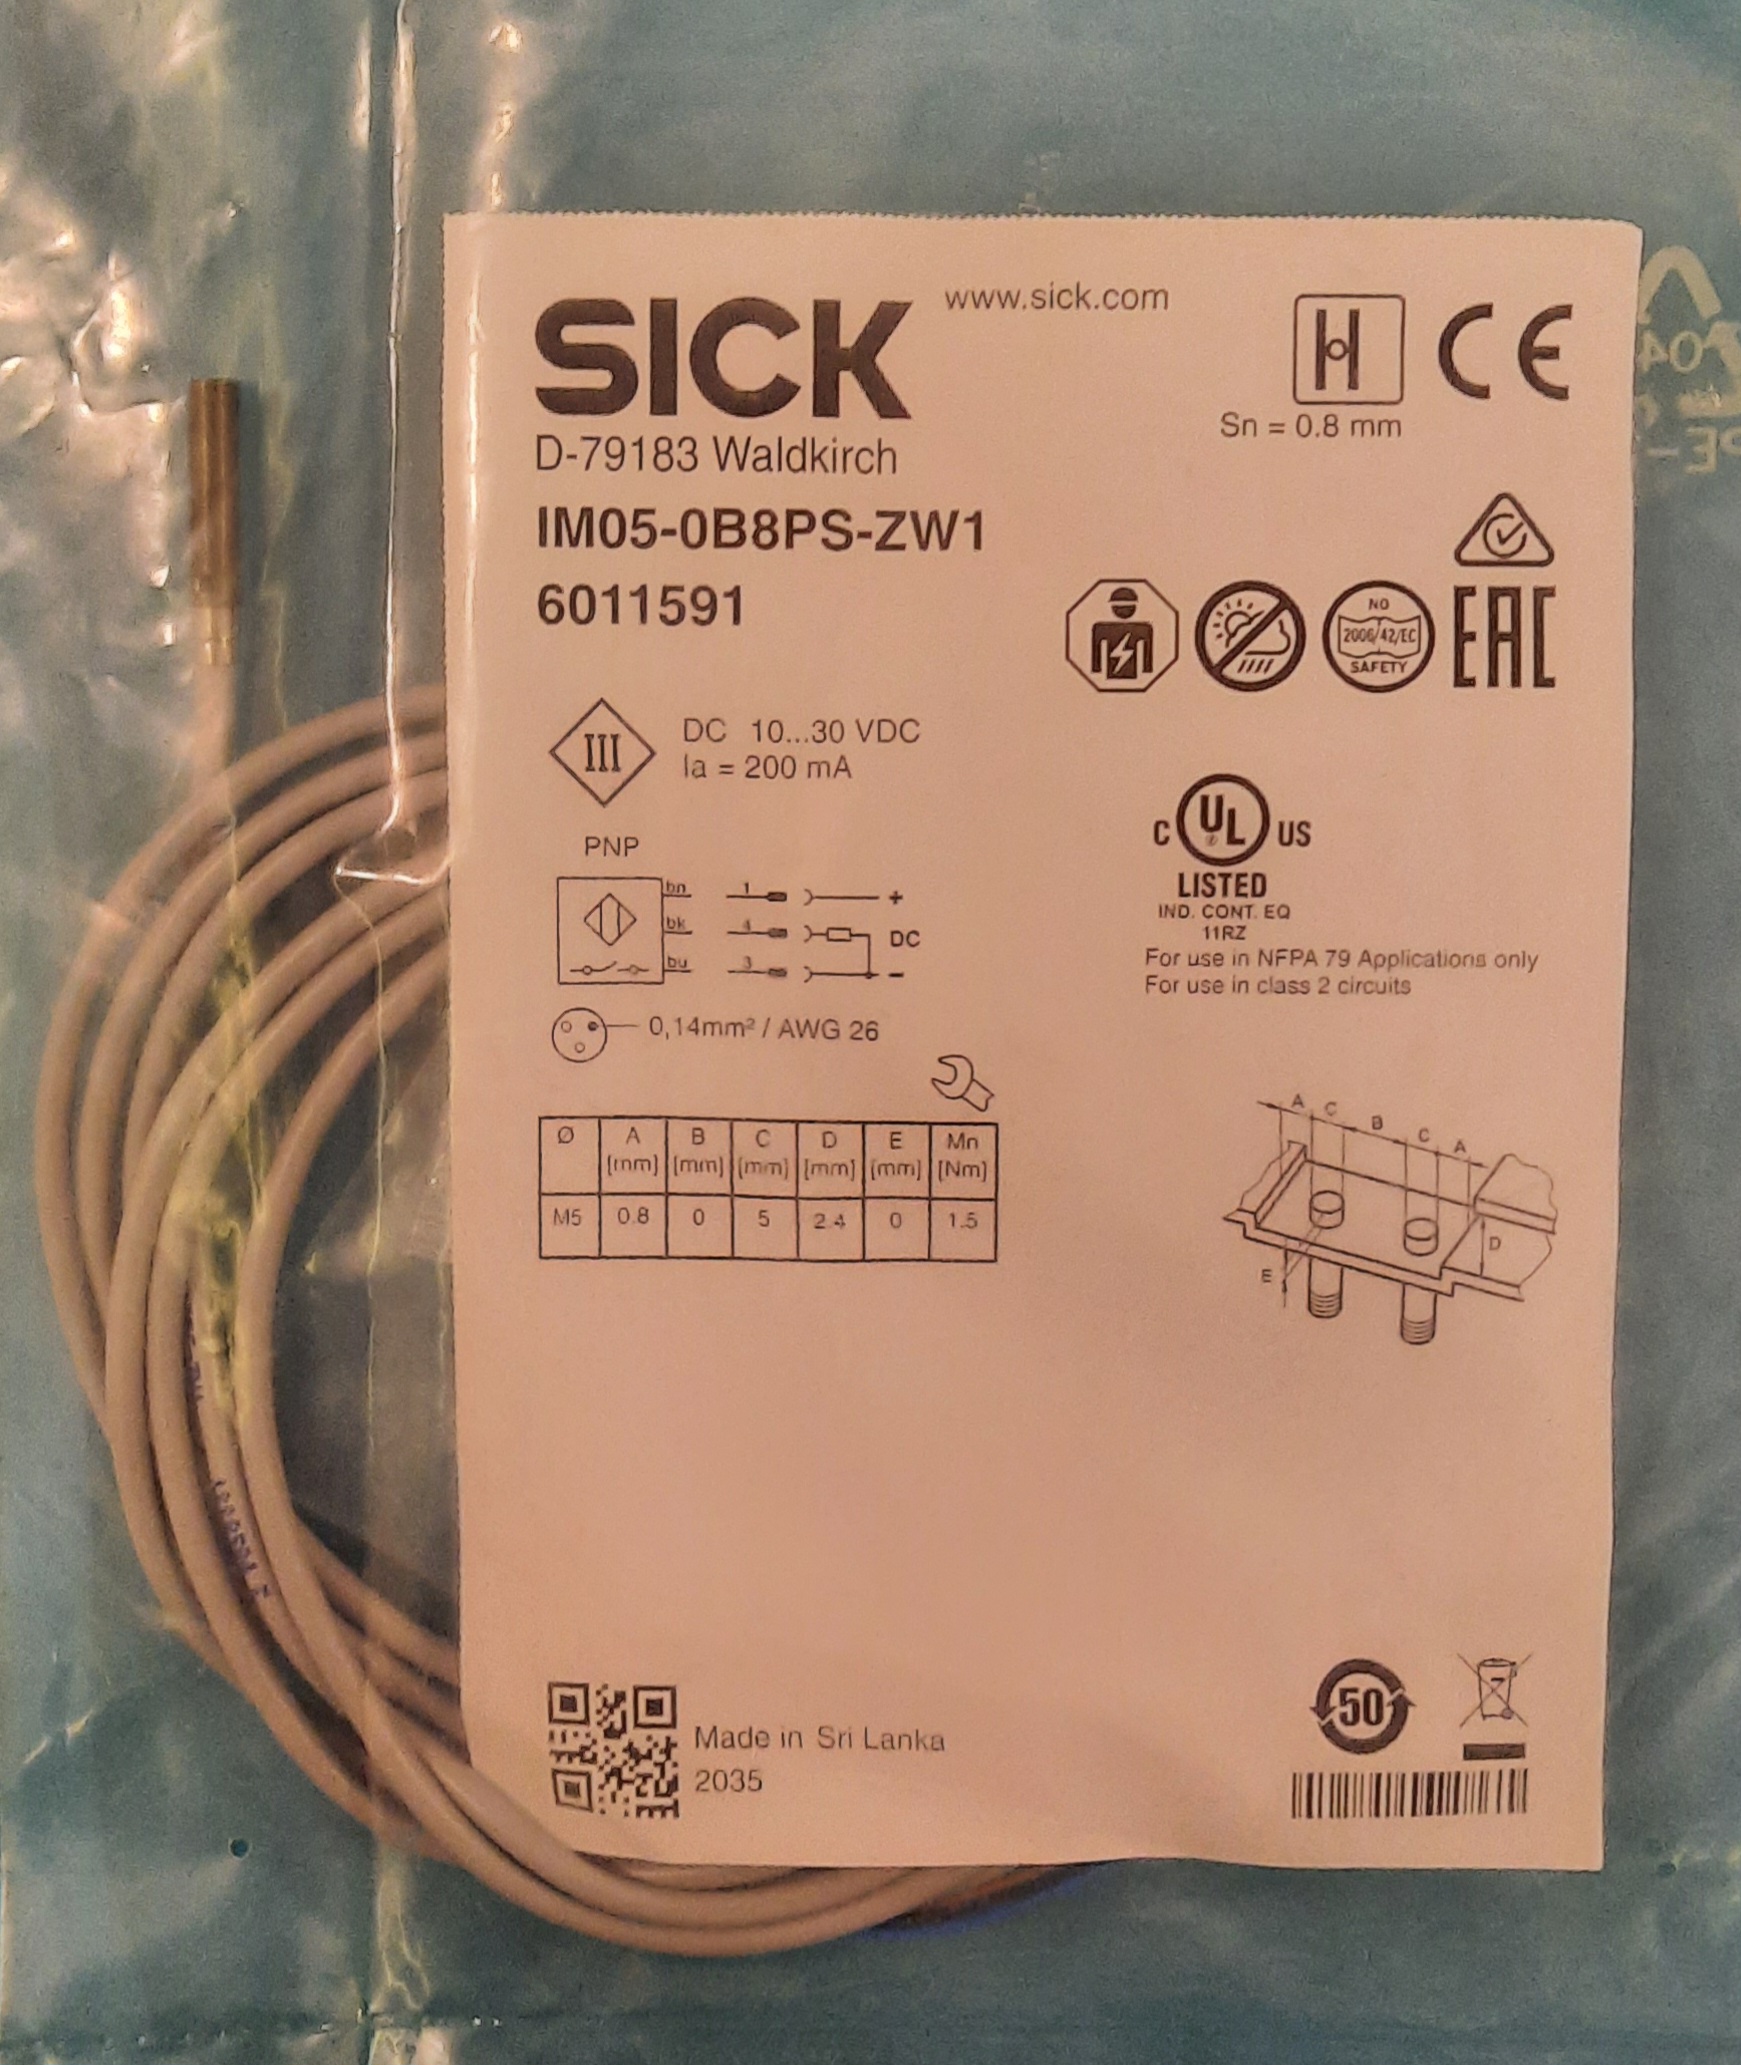 SICK
www.sick.com
CE
Sn = 0.8 mm
D-79183 Waldkirch
IM05-0B8PS-ZW1
6011591
NO
2006/42/EC
SAFETY
EAC
III
DC 10...30 VDC
Ia = 200 mA
PNP
bn 1 +
bk 4 DC
bu 3 -
C UL US
LISTED
IND. CONT. EQ
11RZ
For use in NFPA 79 Applications only
For use in class 2 circuits
0,14mm² / AWG 26
Ø A B C D E Mn
[mm] [mm] [mm] [mm] [mm] [Nm]
M5 0.8 0 5 2.4 0 1.5
A C B C A
D
E
50
Made in Sri Lanka
2035